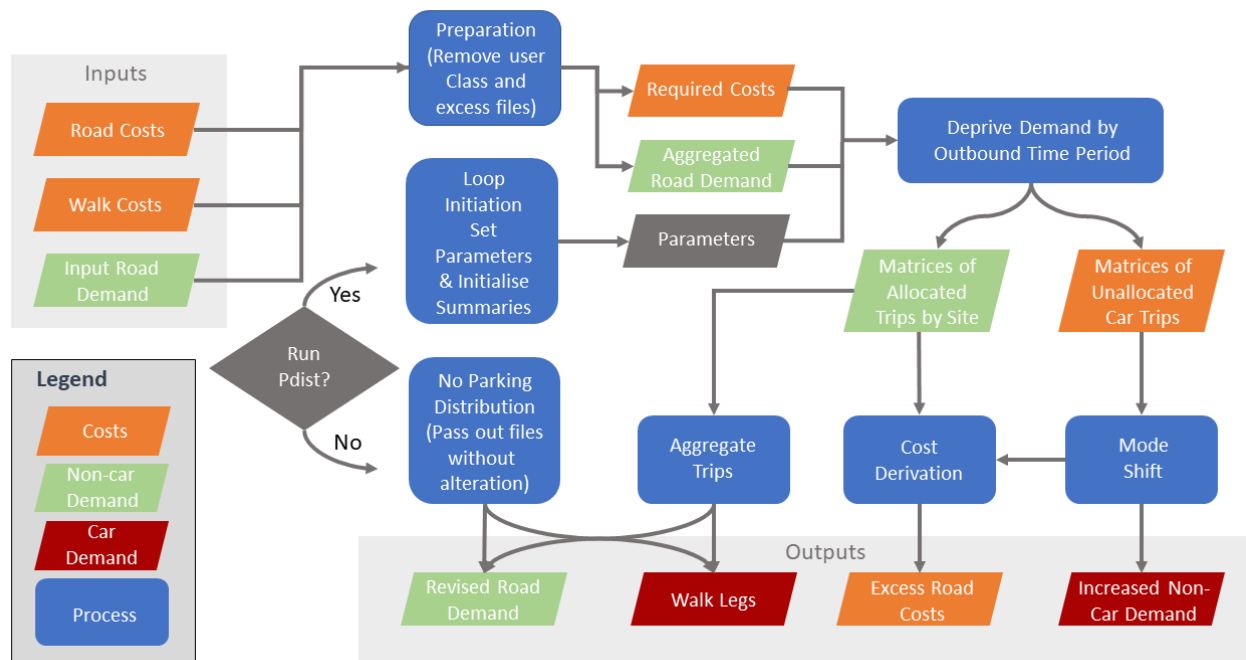 Inputs
Road Costs
Walk Costs
Input Road
Demand
Preparation
(Remove user
Class and
excess files)
Required Costs
Aggregated
Road Demand
Deprive Demand by
Outbound Time Period
Loop
Initiation
Set
Parameters
& Initialise
Summaries
Parameters
Yes
Run
Pdist?
No
Matrices of
Allocated
Trips by Site
Matrices of
Unallocated
Car Trips
No Parking
Distribution
(Pass out files
without
alteration)
Aggregate
Trips
Cost
Derivation
Mode
Shift
Legend
Costs
Non-car
Demand
Car
Demand
Process
Outputs
Revised Road
Demand
Walk Legs
Excess Road
Costs
Increased Non-
Car Demand